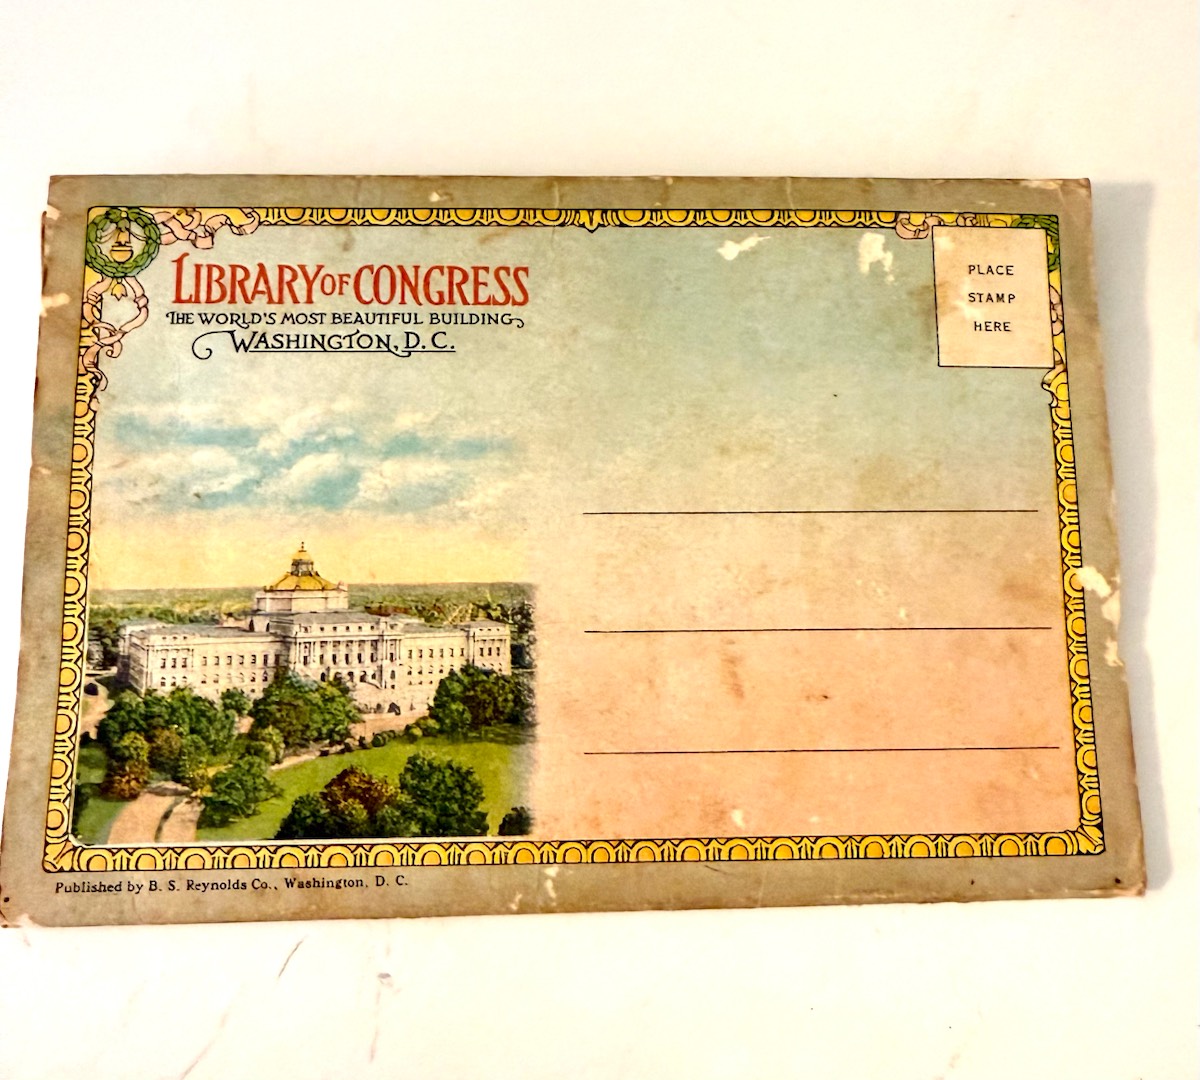 LIBRARY OF CONGRESS
THE WORLD'S MOST BEAUTIFUL BUILDING
WASHINGTON, D. C.
PLACE
STAMP
HERE
Published by B. S. Reynolds Co., Washington, D. C.